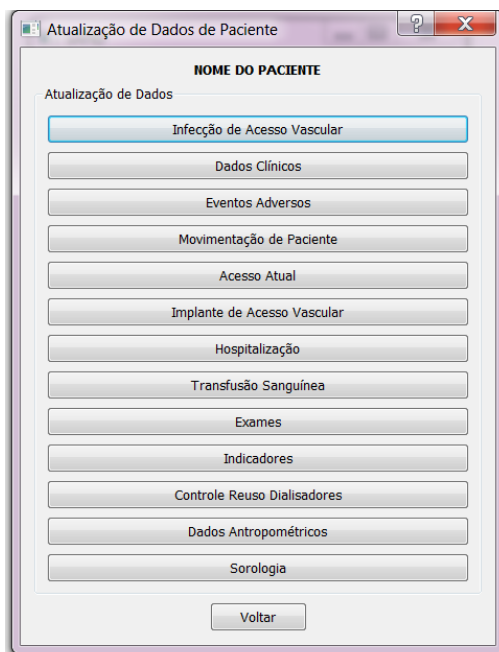 Atualização de Dados de Paciente
NOME DO PACIENTE
Atualização de Dados
Infecção de Acesso Vascular
Dados Clínicos
Eventos Adversos
Movimentação de Paciente
Acesso Atual
Implante de Acesso Vascular
Hospitalização
Transfusão Sanguínea
Exames
Indicadores
Controle Reuso Dialisadores
Dados Antropométricos
Sorologia
Voltar